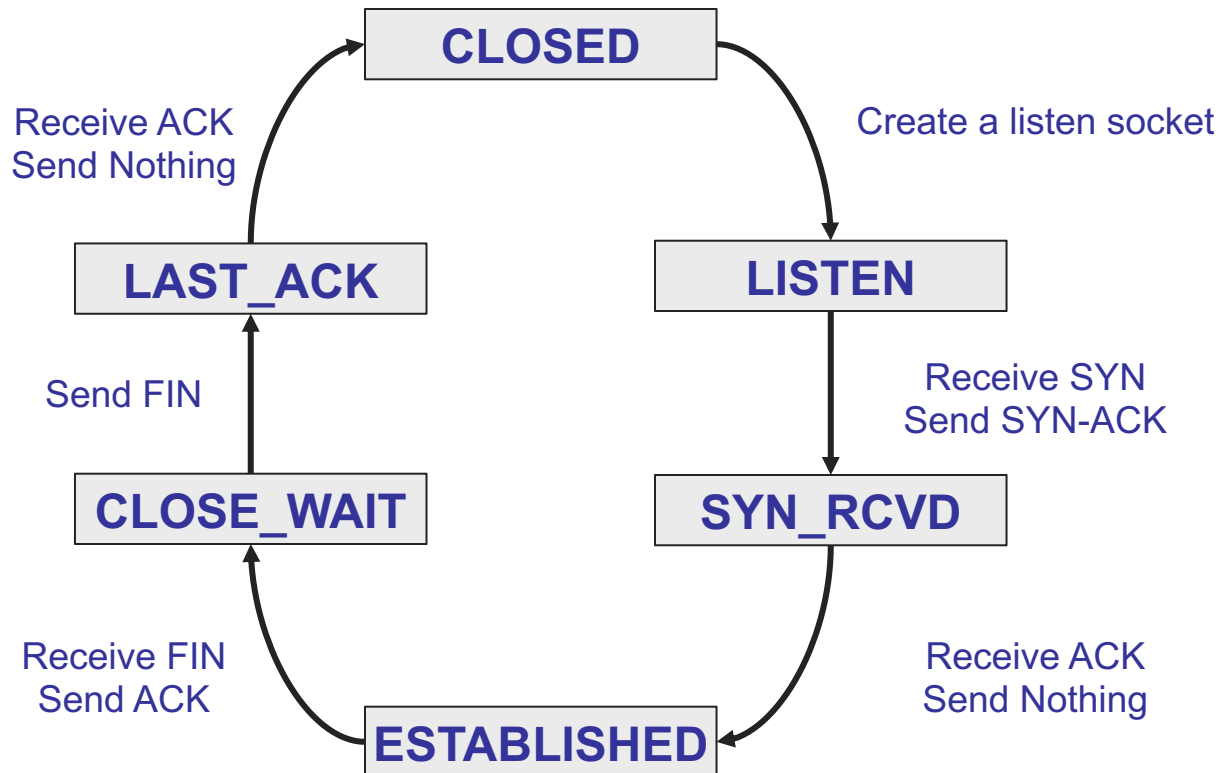 CLOSED
Receive ACK
Send Nothing
Create a listen socket
LAST_ACK
LISTEN
Send FIN
Receive SYN
Send SYN-ACK
CLOSE_WAIT
SYN_RCVD
Receive FIN
Send ACK
Receive ACK
Send Nothing
ESTABLISHED